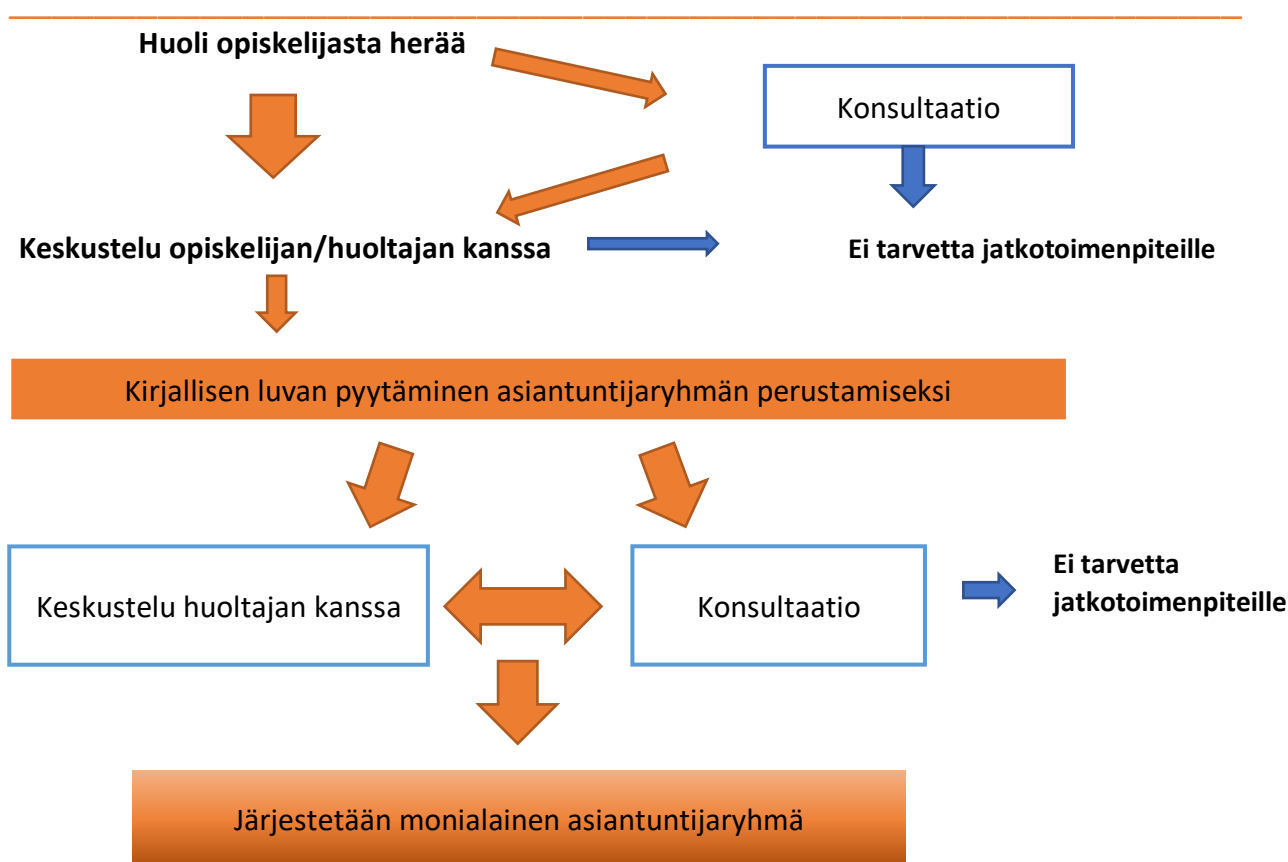 Huoli opiskelijasta herää
Konsultaatio
Keskustelu opiskelijan/huoltajan kanssa
Ei tarvetta jatkotoimenpiteille
Kirjallisen luvan pyytäminen asiantuntijaryhmän perustamiseksi
Keskustelu huoltajan kanssa
Konsultaatio
Ei tarvetta
jatkotoimenpiteille
Järjestetään monialainen asiantuntijaryhmä